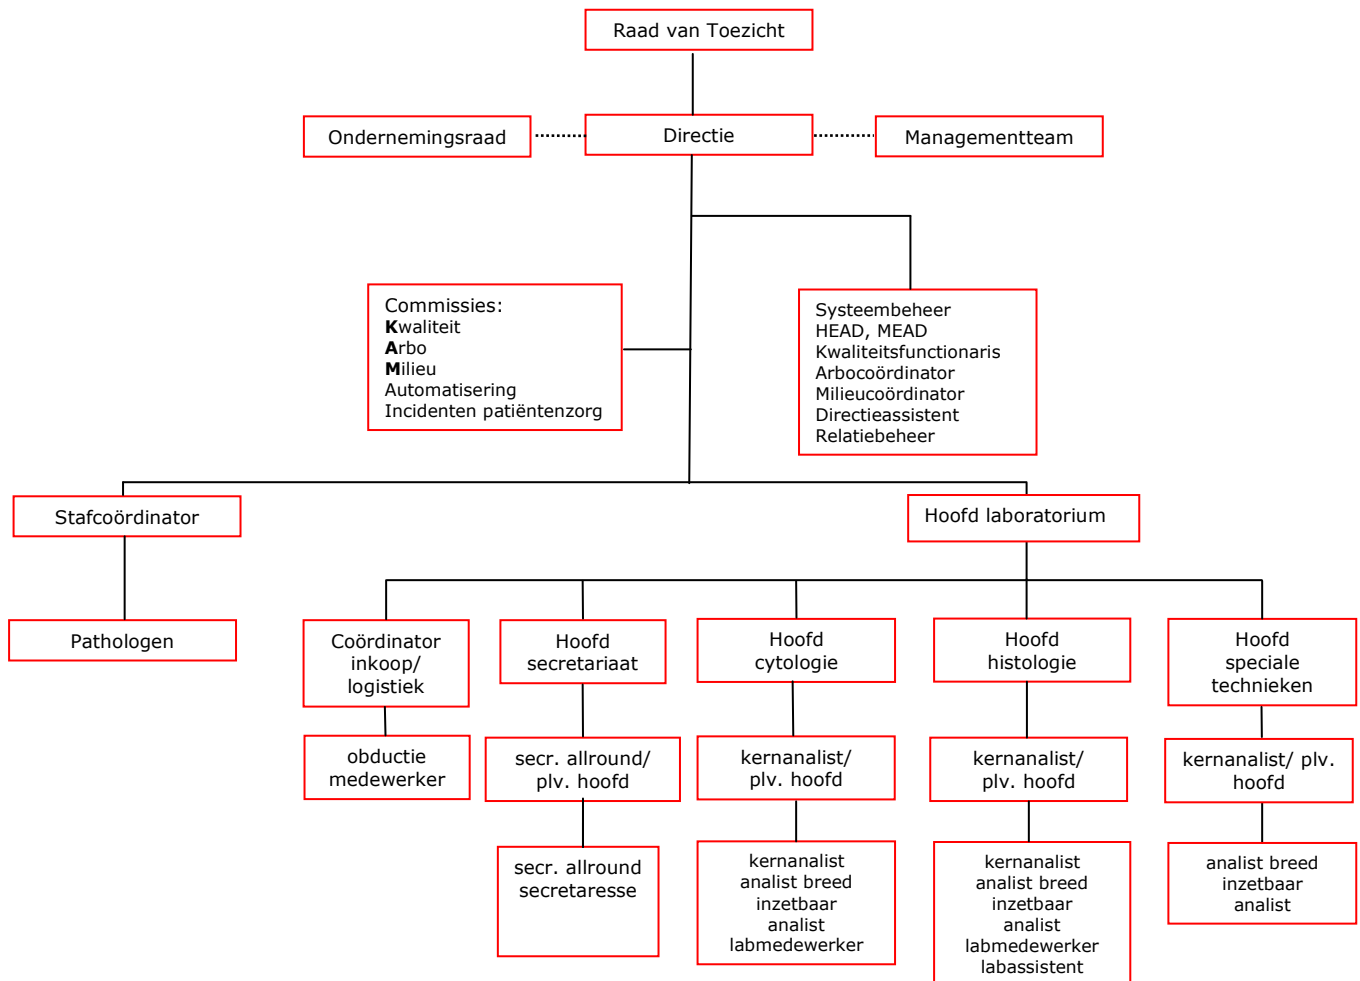 Raad van Toezicht
Ondernemingsraad
Directie
Managementteam
Commissies:
Kwaliteit
Arbo
Milieu
Automatisering
Incidenten patiëntenzorg
Systeembeheer
HEAD, MEAD
Kwaliteitsfunctionaris
Arbocoördinator
Milieucoördinator
Directieassistent
Relatiebeheer
Stafcoördinator
Hoofd laboratorium
Pathologen
Coördinator
inkoop/
logistiek
Hoofd
secretariaat
Hoofd
cytologie
Hoofd
histologie
Hoofd
speciale
technieken
obductie
medewerker
secr. allround/
plv. hoofd
kernanalist/
plv. hoofd
kernanalist/
plv. hoofd
kernanalist/ plv.
hoofd
secr. allround
secretaresse
kernanalist
analist breed
inzetbaar
analist
labmedewerker
kernanalist
analist breed
inzetbaar
analist
labmedewerker
labassistent
analist breed
inzetbaar
analist